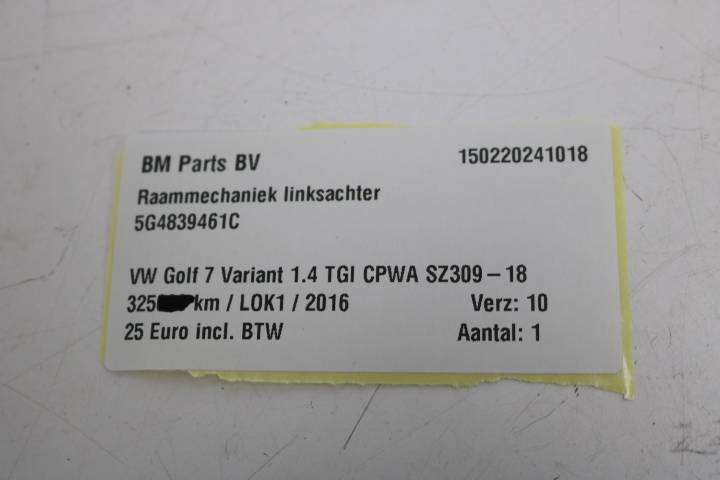 BM Parts BV 150220241018
Raammechaniek linksachter
5G4839461C
VW Golf 7 Variant 1.4 TGI CPWA SZ309-18
325 km / LOK1 / 2016 Verz: 10
25 Euro incl. BTW Aantal: 1